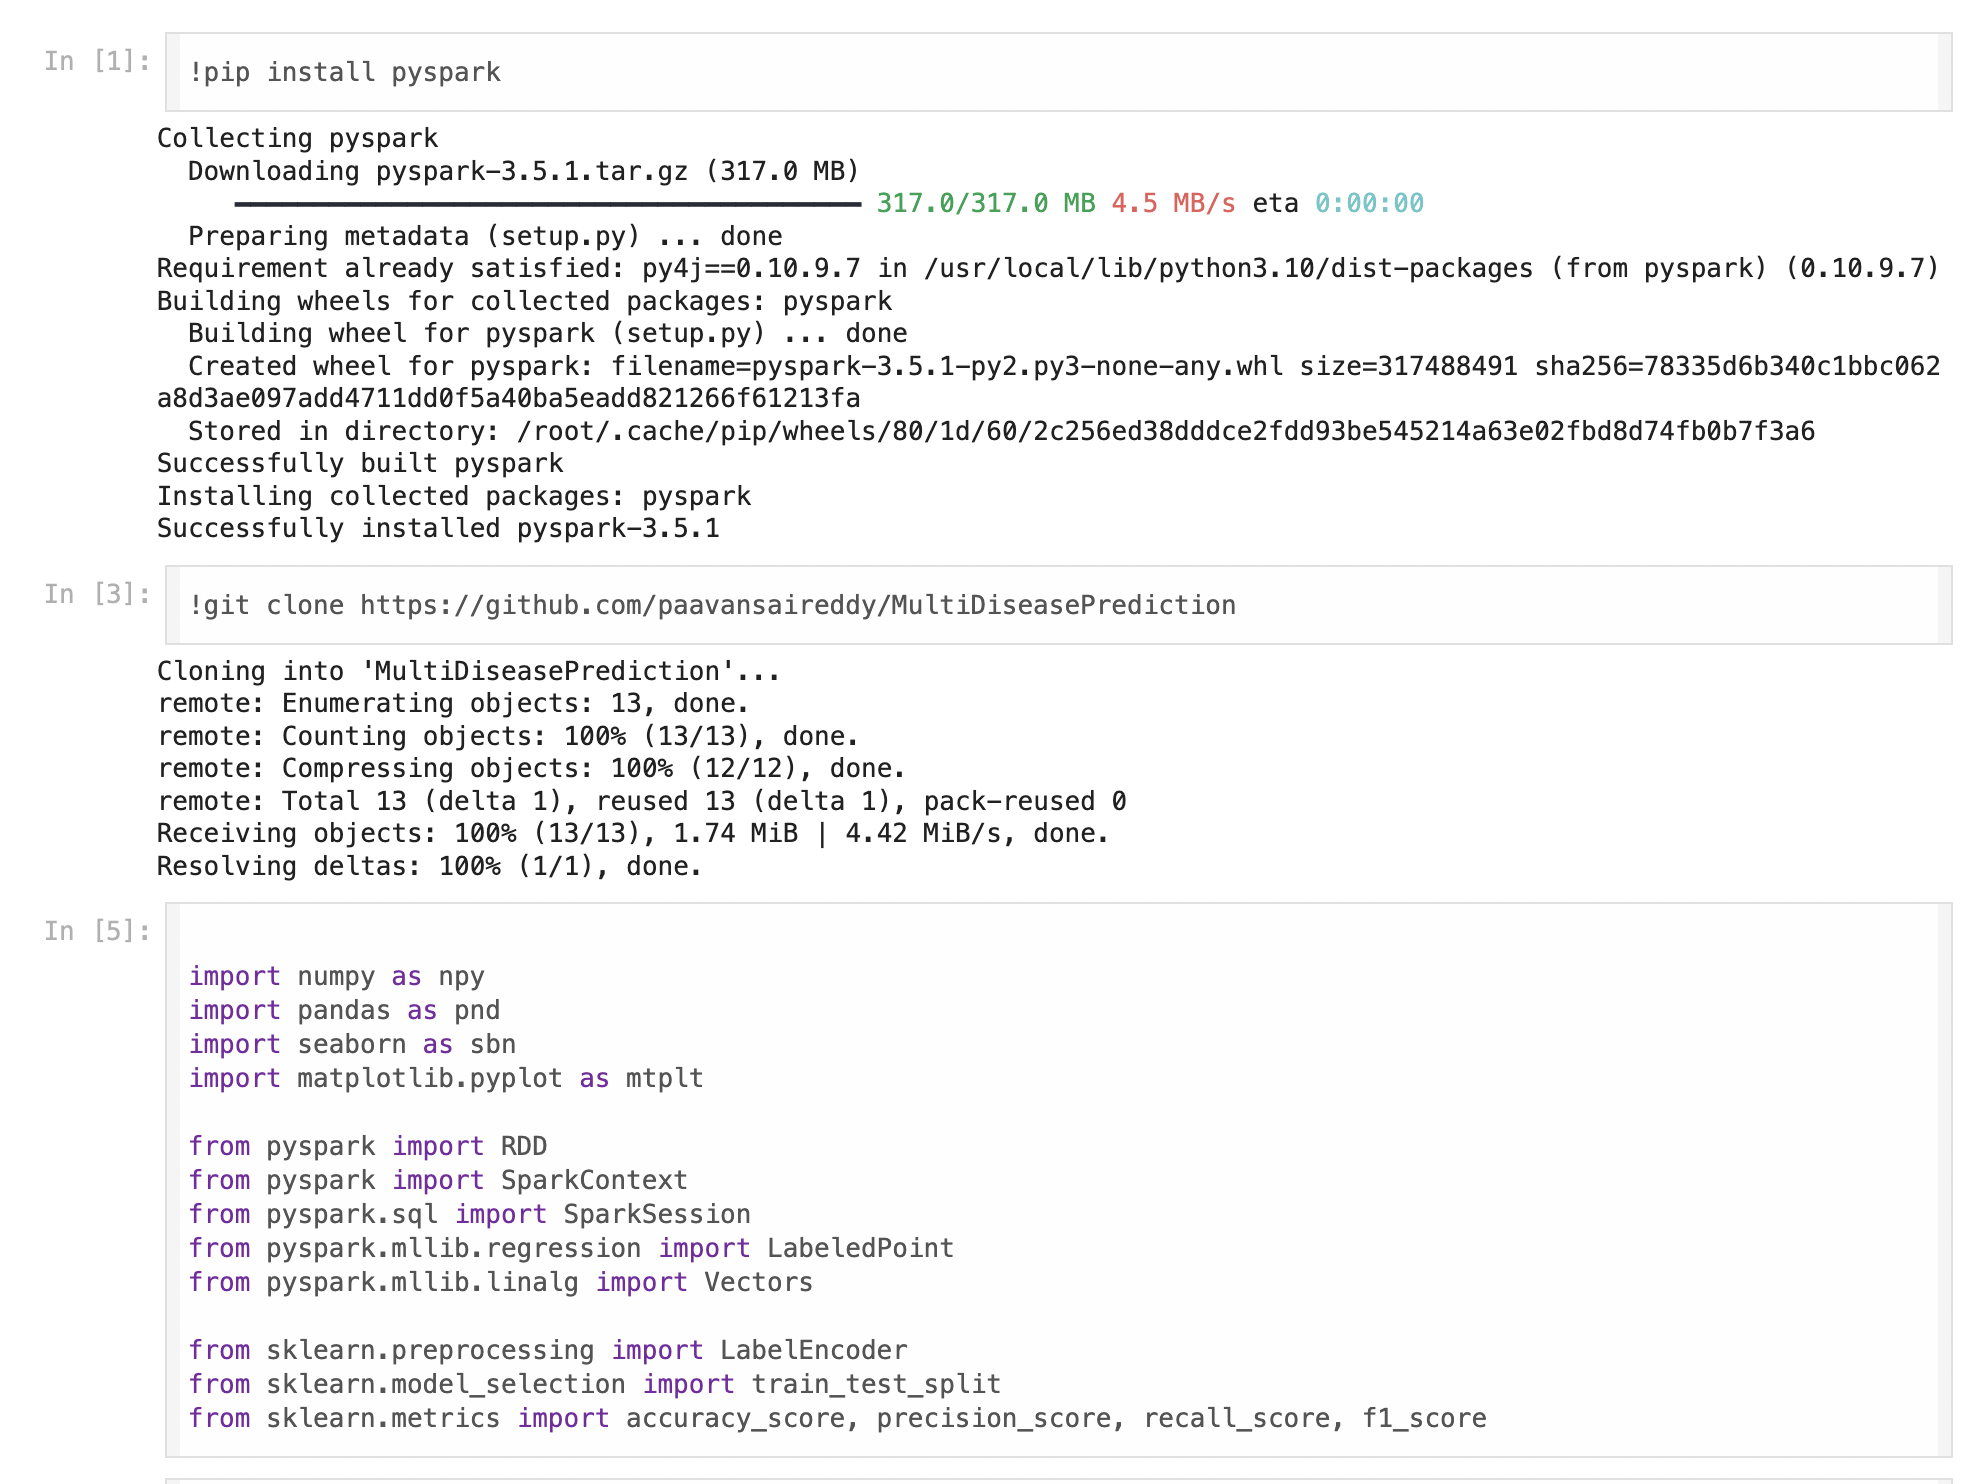 In [1]:
!pip install pyspark
Collecting pyspark
  Downloading pyspark-3.5.1.tar.gz (317.0 MB)
     ━━━━━━━━━━━━━━━━━━━━━━━━━━━━━━━━━━━━━━━━ 317.0/317.0 MB 4.5 MB/s eta 0:00:00
  Preparing metadata (setup.py) ... done
Requirement already satisfied: py4j==0.10.9.7 in /usr/local/lib/python3.10/dist-packages (from pyspark) (0.10.9.7)
Building wheels for collected packages: pyspark
  Building wheel for pyspark (setup.py) ... done
  Created wheel for pyspark: filename=pyspark-3.5.1-py2.py3-none-any.whl size=317488491 sha256=78335d6b340c1bbc062
a8d3ae097add4711dd0f5a40ba5eadd821266f61213fa
  Stored in directory: /root/.cache/pip/wheels/80/1d/60/2c256ed38dddce2fdd93be545214a63e02fbd8d74fb0b7f3a6
Successfully built pyspark
Installing collected packages: pyspark
Successfully installed pyspark-3.5.1
In [3]:
!git clone https://github.com/paavansaireddy/MultiDiseasePrediction
Cloning into 'MultiDiseasePrediction'...
remote: Enumerating objects: 13, done.
remote: Counting objects: 100% (13/13), done.
remote: Compressing objects: 100% (12/12), done.
remote: Total 13 (delta 1), reused 13 (delta 1), pack-reused 0
Receiving objects: 100% (13/13), 1.74 MiB | 4.42 MiB/s, done.
Resolving deltas: 100% (1/1), done.
In [5]:
import numpy as npy
import pandas as pnd
import seaborn as sbn
import matplotlib.pyplot as mtplt
from pyspark import RDD
from pyspark import SparkContext
from pyspark.sql import SparkSession
from pyspark.mllib.regression import LabeledPoint
from pyspark.mllib.linalg import Vectors
from sklearn.preprocessing import LabelEncoder
from sklearn.model_selection import train_test_split
from sklearn.metrics import accuracy_score, precision_score, recall_score, f1_score